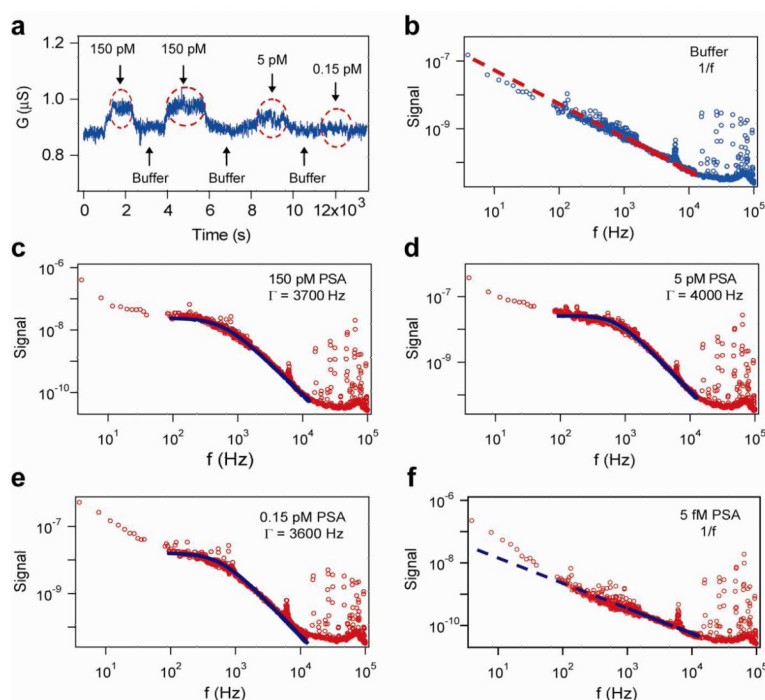 a
150 pM 150 pM 5 pM 0.15 pM
1.2
1.0
0.8
G (μS)
Buffer Buffer Buffer
0 2 4 6 8 10 12x10³
Time (s)
b
Buffer
1/f
10⁻⁷
10⁻⁹
Signal
10¹ 10² 10³ 10⁴ 10⁵
f (Hz)
c
150 pM PSA
Γ = 3700 Hz
10⁻⁶
10⁻⁸
10⁻¹⁰
Signal
10¹ 10² 10³ 10⁴ 10⁵
f (Hz)
d
5 pM PSA
Γ = 4000 Hz
10⁻⁷
10⁻⁹
Signal
10¹ 10² 10³ 10⁴ 10⁵
f (Hz)
e
0.15 pM PSA
Γ = 3600 Hz
10⁻⁷
10⁻⁹
Signal
10¹ 10² 10³ 10⁴ 10⁵
f (Hz)
f
5 fM PSA
1/f
10⁻⁶
10⁻⁸
10⁻¹⁰
Signal
10¹ 10² 10³ 10⁴ 10⁵
f (Hz)